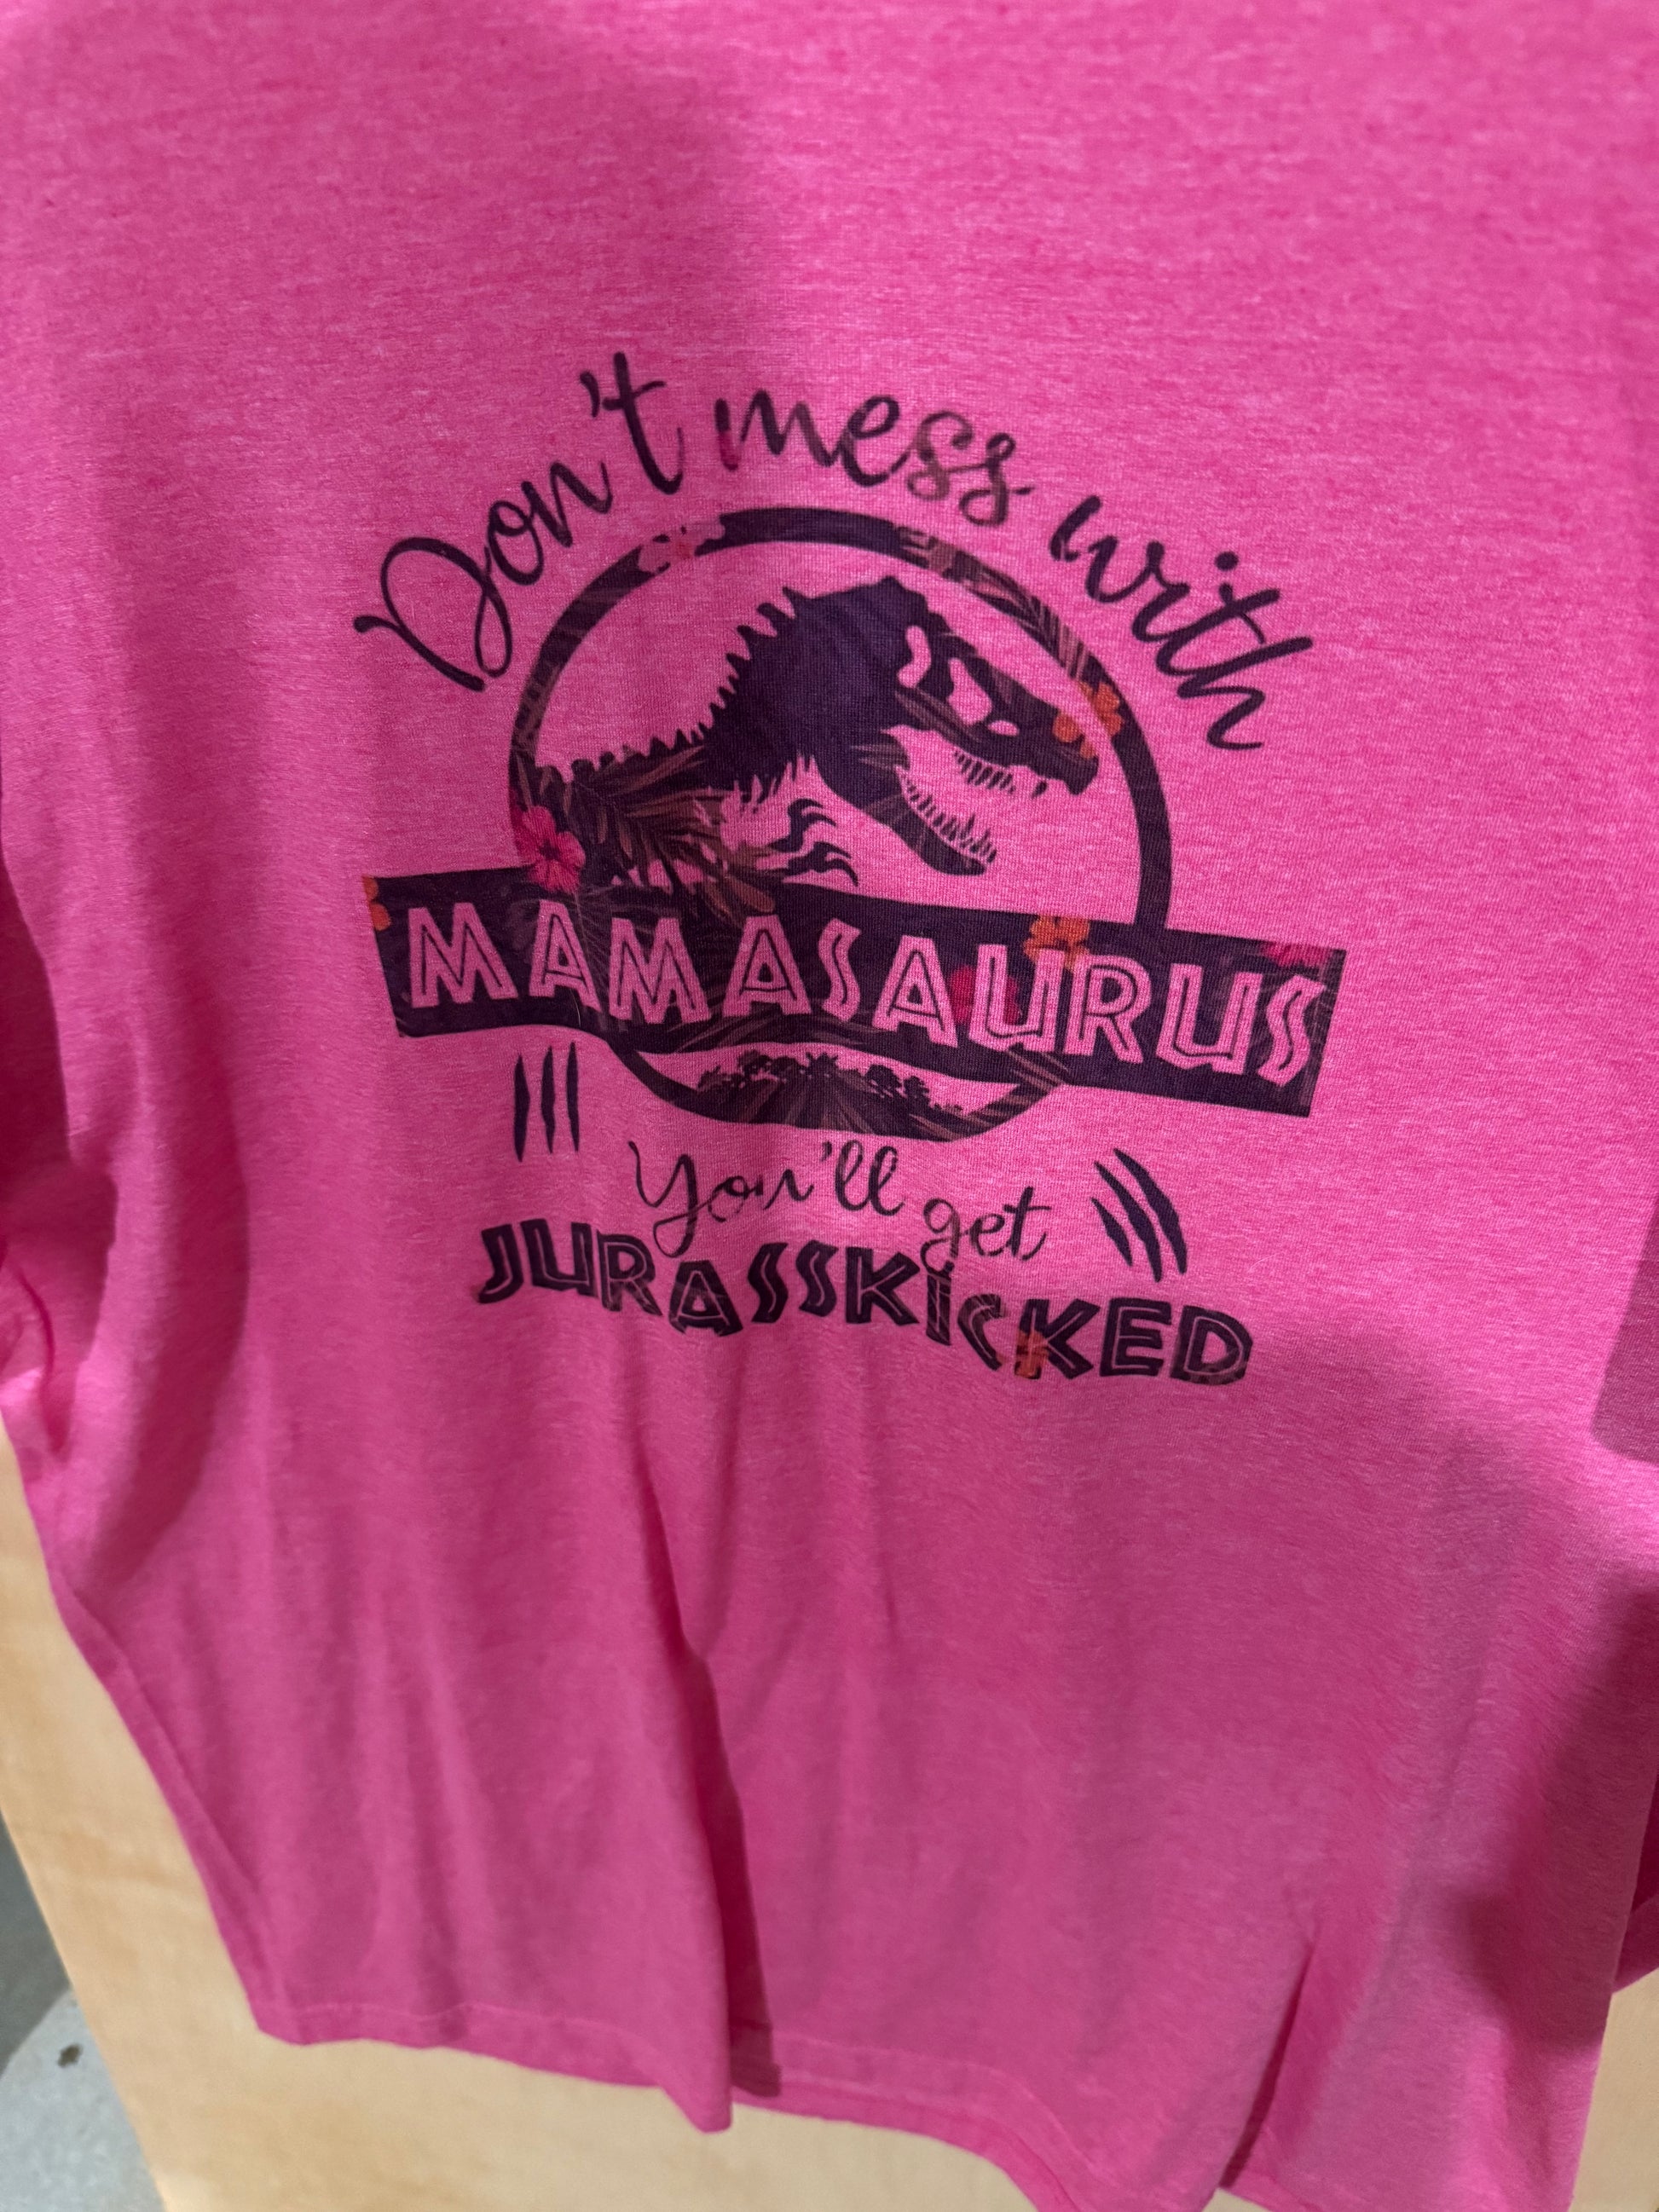 Don't mess with
MAMASAURUS
You'll get
JURASSKICKED